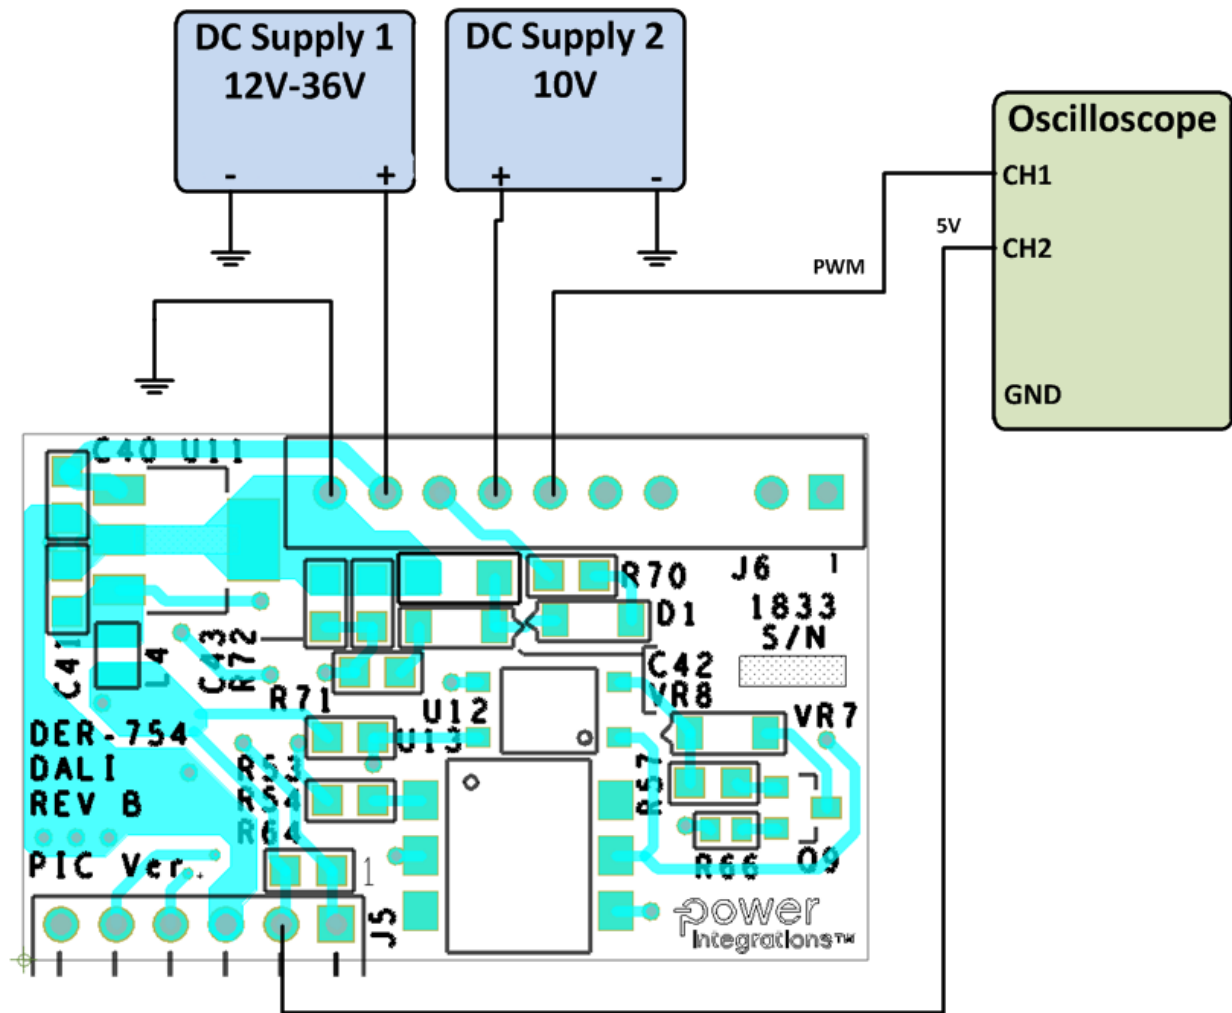 DC Supply 1
12V-36V
- +
DC Supply 2
10V
+ -
Oscilloscope
CH1
5V
CH2
PWM
GND
C40 U11
R70
J6 1
D1
1833
S/N
C41
L4
C43
R72
C42
VR8
R71
U12
VR7
U13
DER-754
DALI
REV B
R53
R54
R64
R57
R66
Q9
PIC Ver.
1
J5
power
integrations™